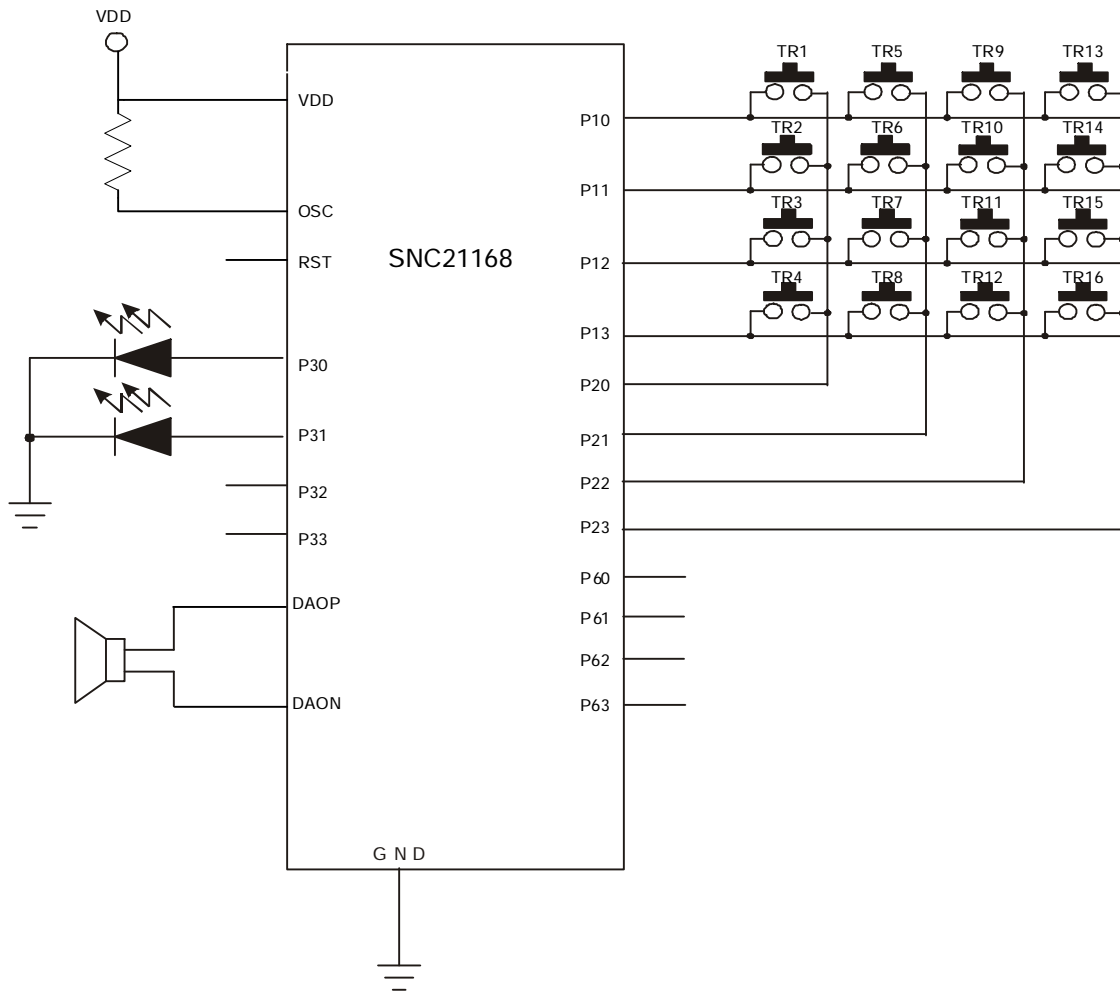 VDD
TR1 TR5 TR9 TR13
VDD
P10
TR2 TR6 TR10 TR14
P11
TR3 TR7 TR11 TR15
OSC
RST
SNC21168
P12
TR4 TR8 TR12 TR16
P13
P30
P20
P31
P21
P22
P32
P23
P33
P60
DAOP
P61
P62
DAON
P63
GND